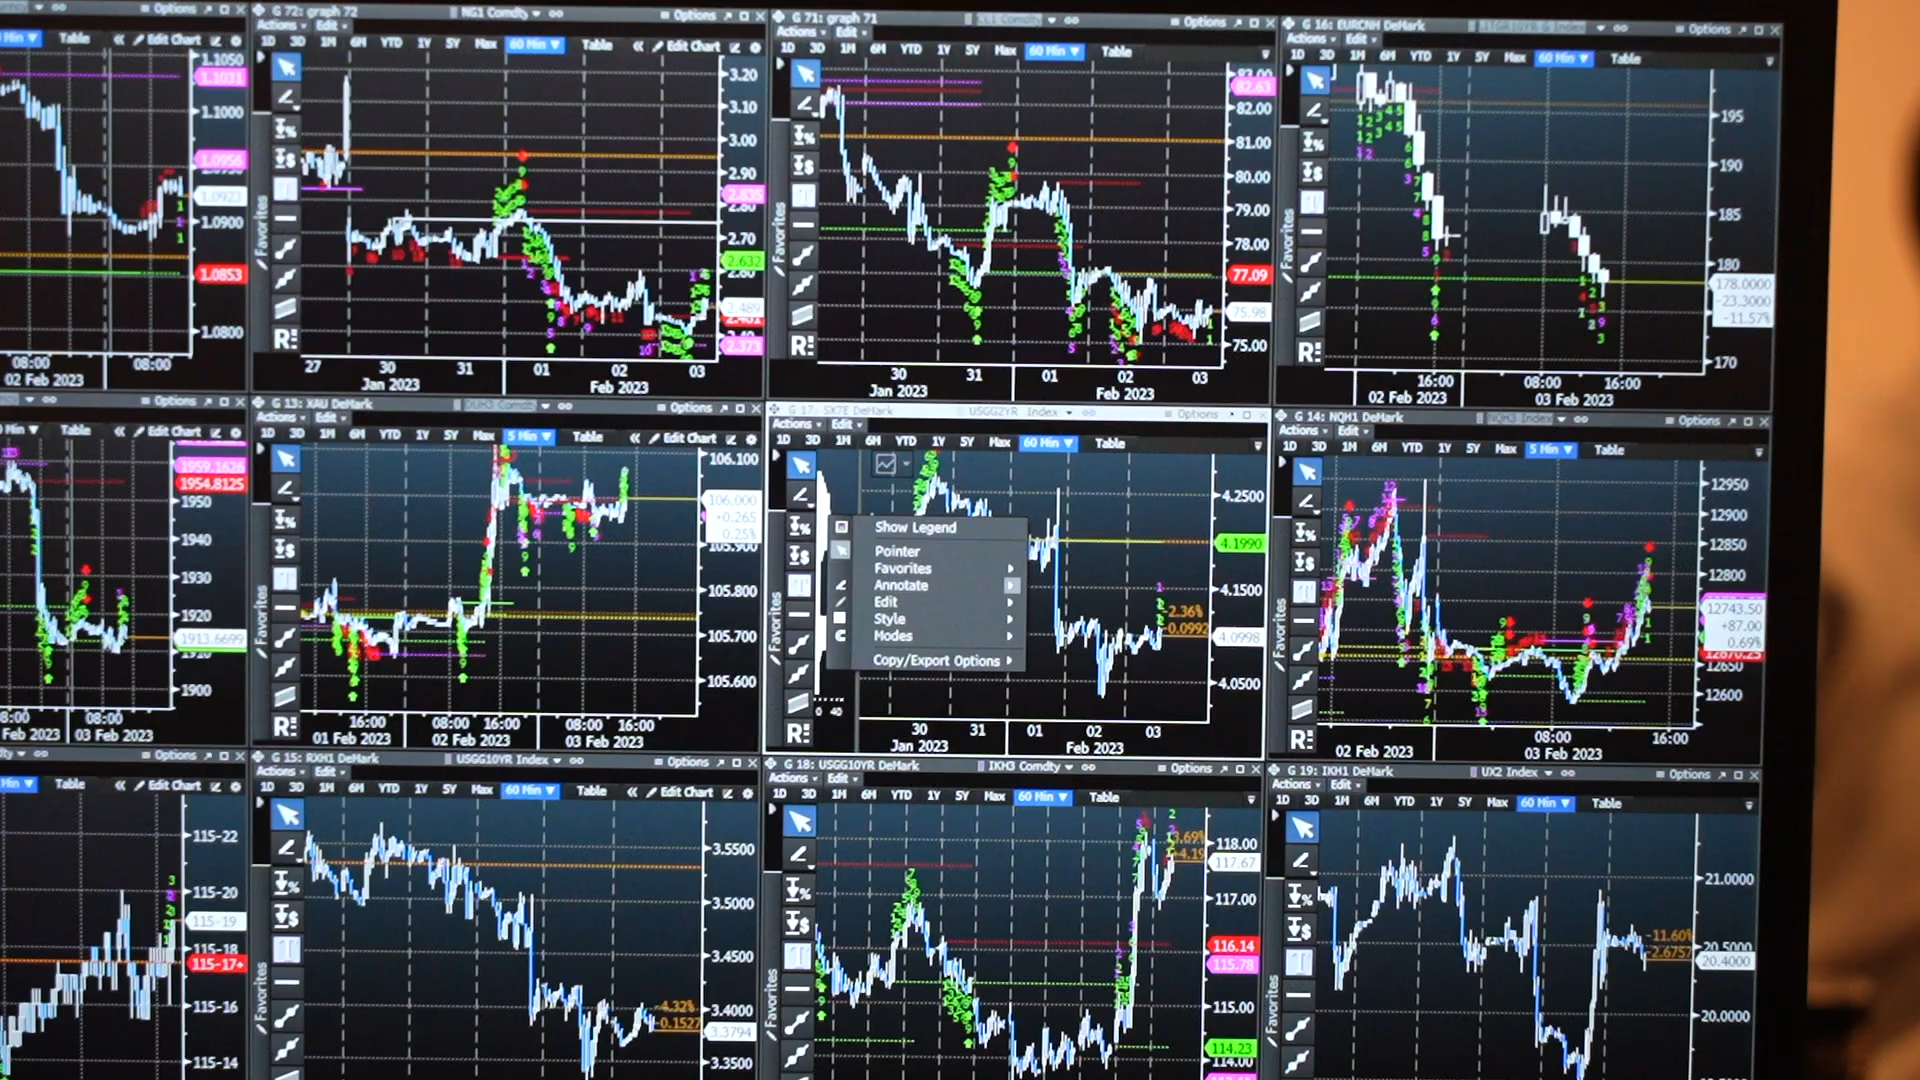 Table « Edit Chart
1.1050
1.1031
1.1000
1.0956
1.0923
1.0900
1.0853
1.0800
08:00 08:00
02 Feb 2023
G 72: graph 72 NG1 Comdty Options
Actions Edit
1D 3D 1M 6M YTD 1Y 5Y Max 60 Min Table « Edit Chart
Favorites
3.20
3.10
3.00
2.90
2.835
2.70
2.632
2.489
2.373
27 30 31 01 02 03
Jan 2023 Feb 2023
G 71: graph 71 Options
Actions Edit
1D 3D 1M 6M YTD 1Y 5Y Max 60 Min Table
Favorites
83.00
82.63
82.00
81.00
80.00
79.00
78.00
77.09
75.98
75.00
30 31 01 02 03
Jan 2023 Feb 2023
G 16: EURCNH DeMark Options
Actions Edit
1D 3D 1M 6M YTD 1Y 5Y Max 60 Min Table
Favorites
195
190
185
180
178.0000
-23.3000
-11.57%
170
16:00 08:00 16:00
02 Feb 2023 03 Feb 2023
Options
Table « Edit Chart
1959.1626
1954.8125
1950
1940
1930
1920
1913.6699
1900
08:00
03 Feb 2023
G 13: XAU DeMark Options
Actions Edit
1D 3D 1M 6M YTD 1Y 5Y Max 5 Min Table « Edit Chart
Favorites
106.100
106.000
+0.265
0.25%
105.900
105.800
105.700
105.600
16:00 08:00 16:00 08:00 16:00
01 Feb 2023 02 Feb 2023 03 Feb 2023
G 17: SX7E DeMark USGG2YR Index Options
Actions Edit
1D 3D 1M 6M YTD 1Y 5Y Max 60 Min Table
Favorites
Show Legend
Pointer
Favorites
Annotate
Edit
Style
Modes
Copy/Export Options
4.2500
4.1990
4.1500
-2.36%
-0.0992
4.0998
4.0500
0 40
30 31 01 02 03
Jan 2023 Feb 2023
G 14: NQH1 DeMark Options
Actions Edit
1D 3D 1M 6M YTD 1Y 5Y Max 5 Min Table
Favorites
12950
12900
12850
12800
12743.50
+87.00
0.69%
12650
12600
08:00 16:00
02 Feb 2023 03 Feb 2023
Options
Table « Edit Chart
115-22
115-20
115-19
115-18
115-17+
115-16
115-14
G 15: RXH1 DeMark USGG10YR Index Options
Actions Edit
1D 3D 1M 6M YTD 1Y 5Y Max 60 Min Table « Edit Chart
Favorites
3.5500
3.5000
3.4500
3.4000
-4.32%
-0.1527
3.3794
3.3500
G 18: USGG10YR DeMark IKH3 Comdty Options
Actions Edit
1D 3D 1M 6M YTD 1Y 5Y Max 60 Min Table
Favorites
118.00
3.69%
+4.19
117.67
117.00
116.14
115.78
115.00
114.23
114.00
G 19: IKH1 DeMark UX2 Index Options
Actions Edit
1D 3D 1M 6M YTD 1Y 5Y Max 60 Min Table
Favorites
21.0000
-11.60%
-2.6757
20.5000
20.4000
20.0000